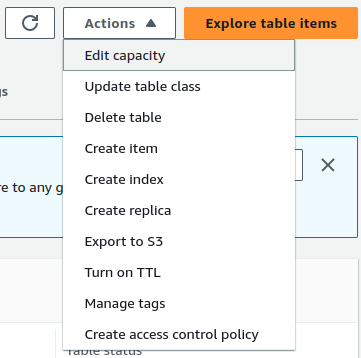 Actions
Explore table items
Edit capacity
gs
Update table class
Delete table
Create item
re to any g
Create index
Create replica
Export to S3
Turn on TTL
Manage tags
Create access control policy
Table status